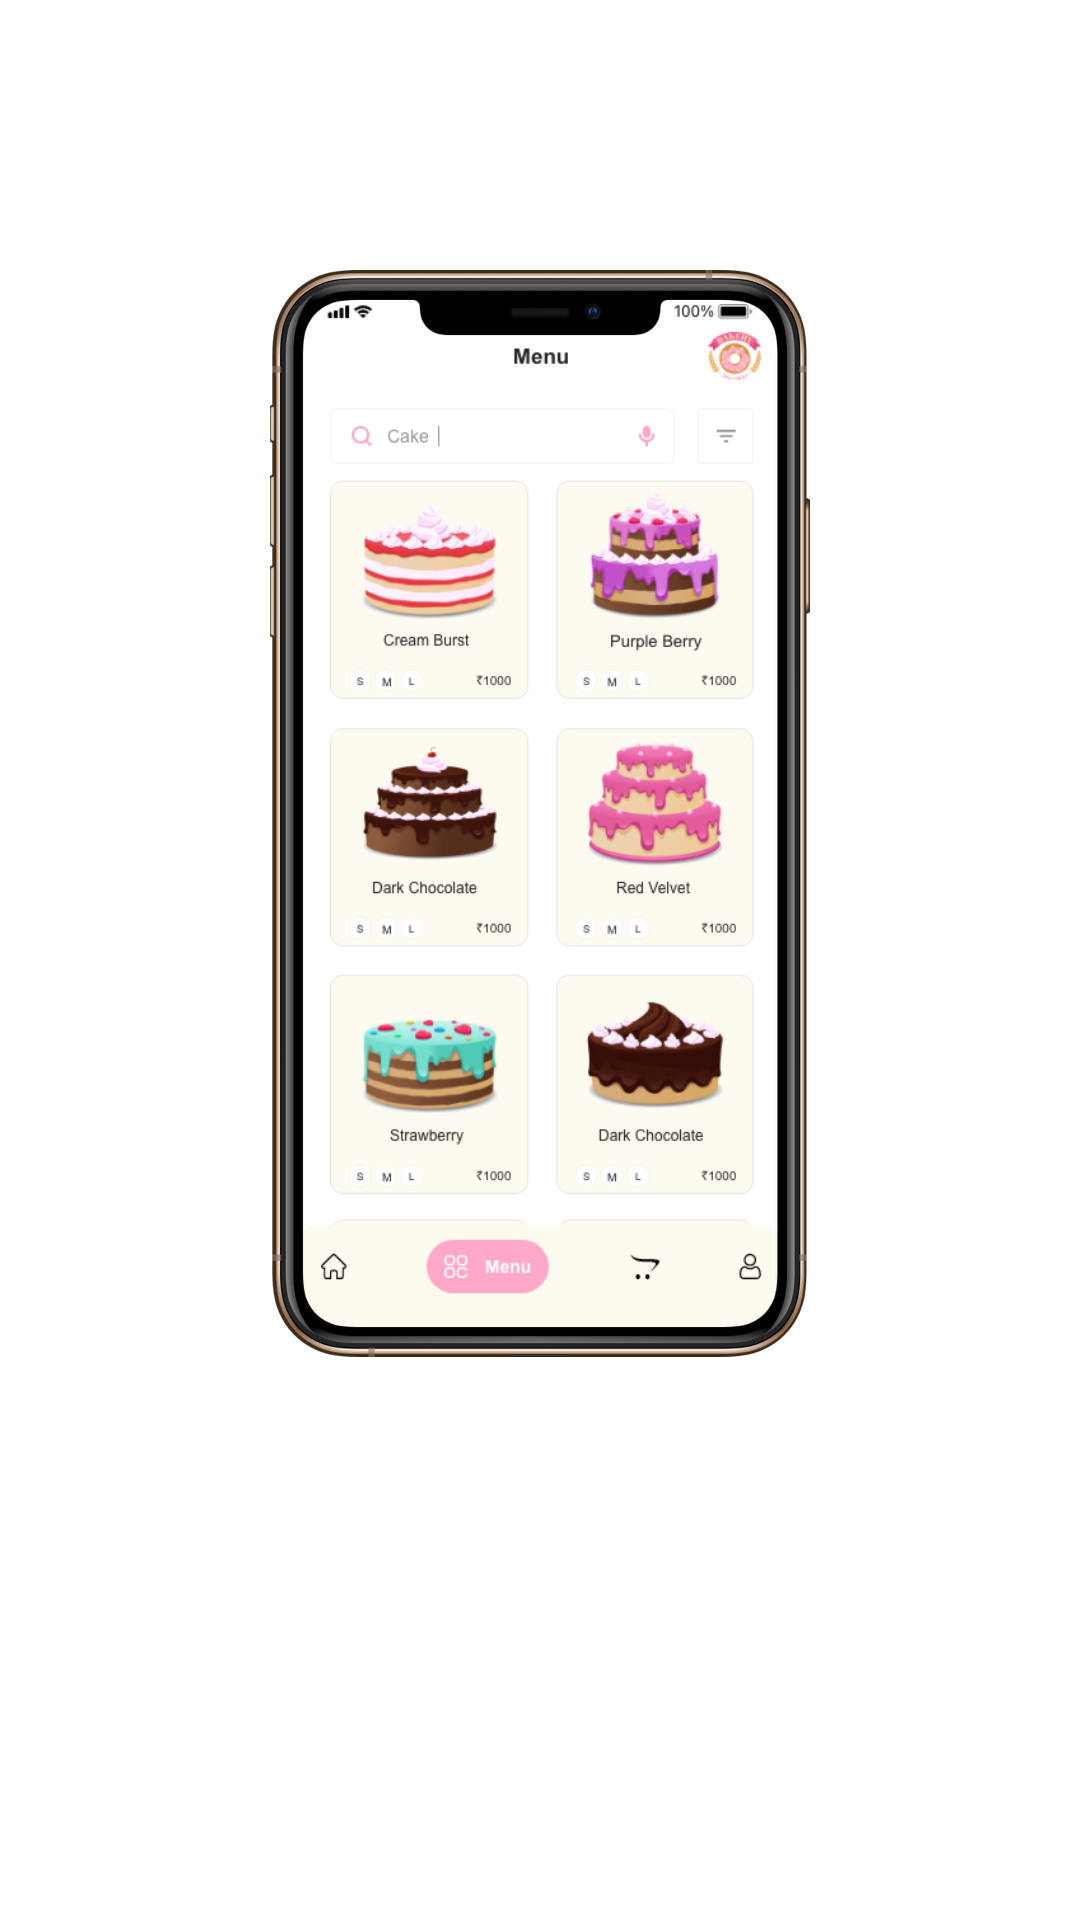 100%
Menu
BAKERY
Cake
Cream Burst
Purple Berry
S M L ₹1000
S M L ₹1000
Dark Chocolate
Red Velvet
S M L ₹1000
S M L ₹1000
Strawberry
Dark Chocolate
S M L ₹1000
S M L ₹1000
Menu